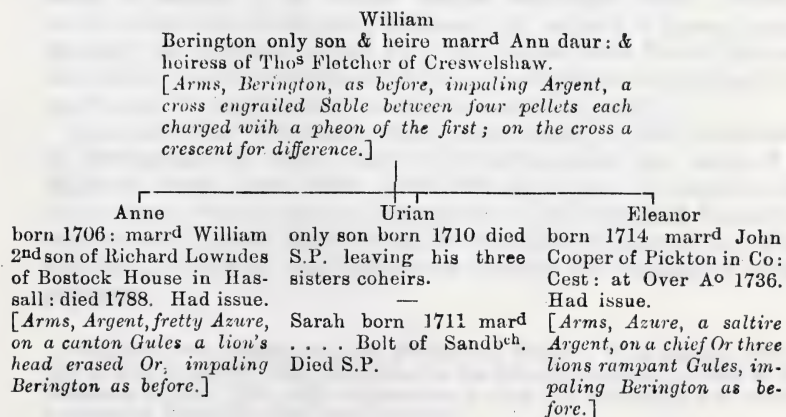 William
Berington only son & heire marrd Ann daur: &
heiress of Thos Fletcher of Creswelshaw.
[Arms, Berington, as before, impaling Argent, a
cross engrailed Sable between four pellets each
charged wiih a pheon of the first; on the cross a
crescent for difference.]
Anne
born 1706: marrd William
2nd son of Richard Lowndes
of Bostock House in Has-
sall: died 1788. Had issue.
[Arms, Argent, fretty Azure,
on a canton Gules a lion's
head erased Or, impaling
Berington as before.]
Urian
only son born 1710 died
S.P. leaving his three
sisters coheirs.
—
Sarah born 1711 mard
. . . . Bolt of Sandbch.
Died S.P.
Eleanor
born 1714 marrd John
Cooper of Pickton in Co:
Cest: at Over Ao 1736.
Had issue.
[Arms, Azure, a saltire
Argent, on a chief Or three
lions rampant Gules, im-
paling Berington as be-
fore.]